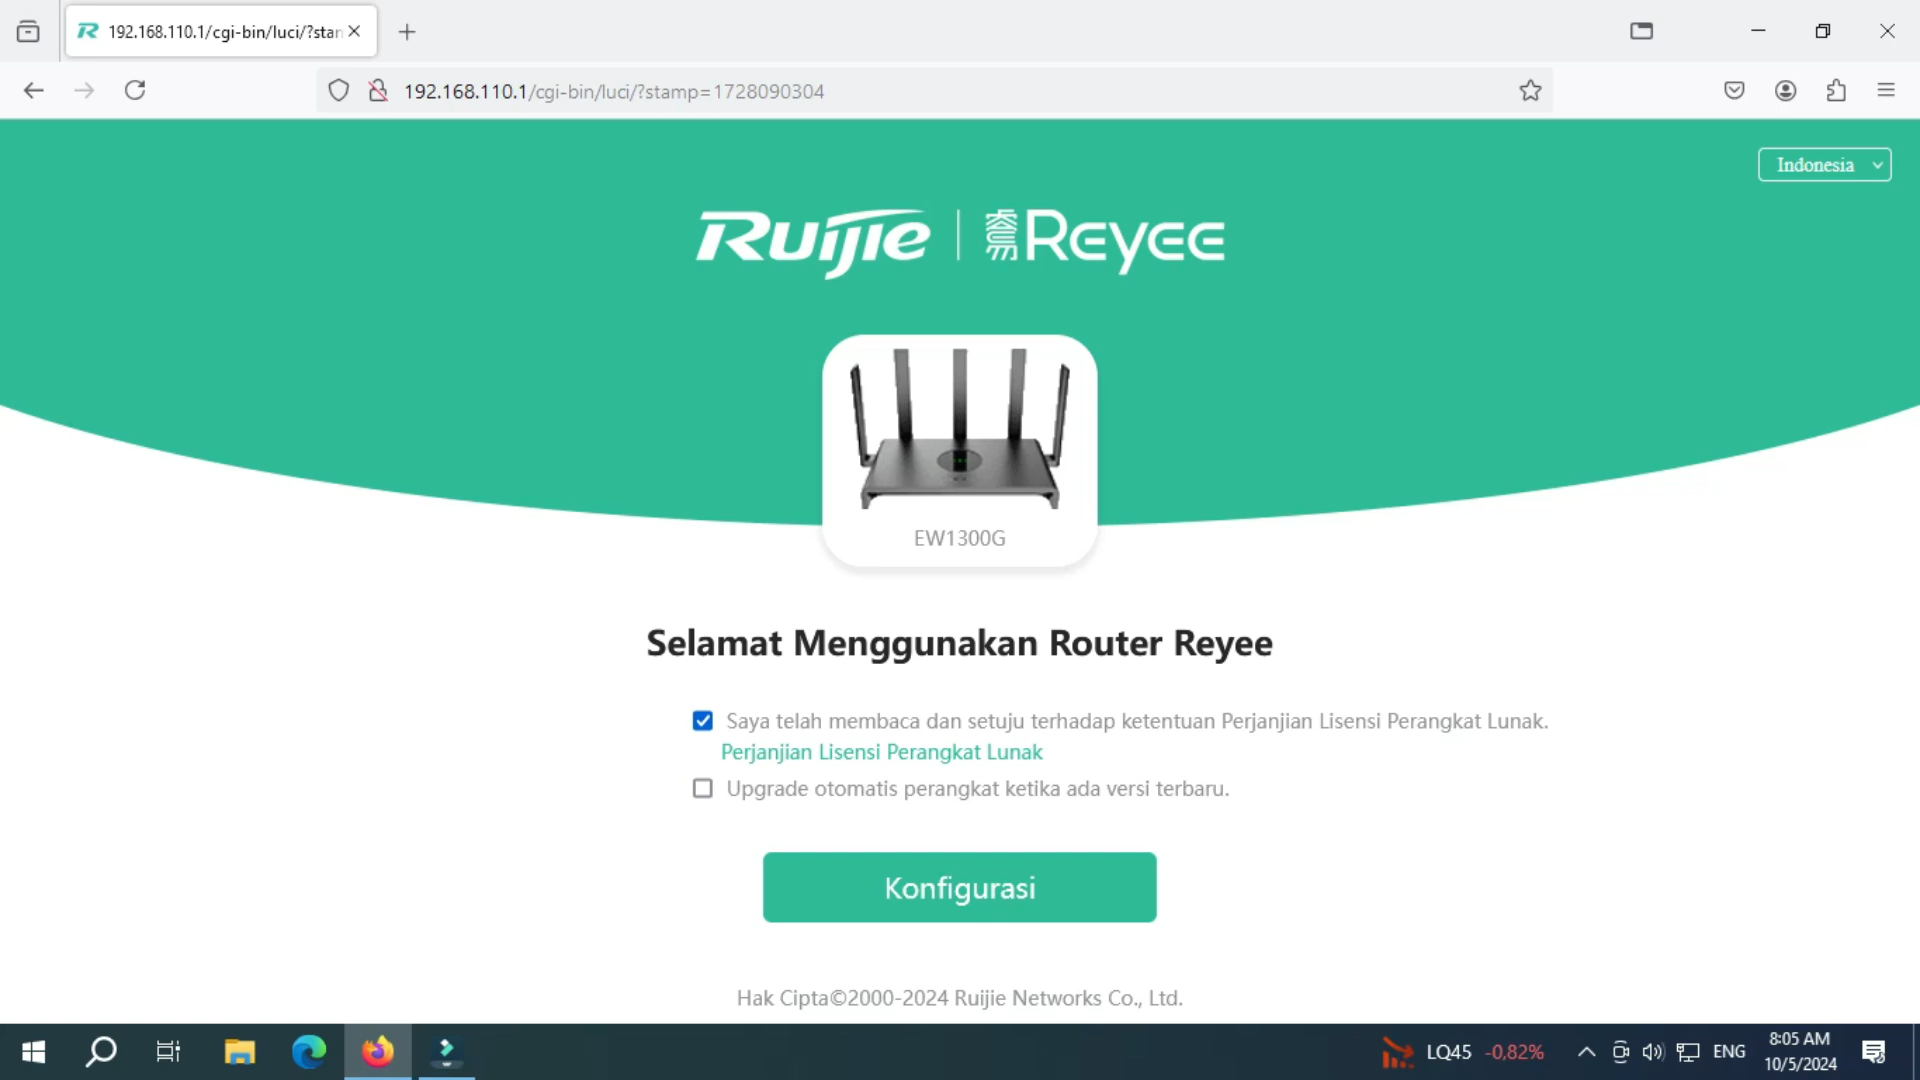 192.168.110.1/cgi-bin/luci/?stan
192.168.110.1/cgi-bin/luci/?stamp=1728090304
Indonesia
Ruijie | 睿易 Reyee
EW1300G
Selamat Menggunakan Router Reyee
Saya telah membaca dan setuju terhadap ketentuan Perjanjian Lisensi Perangkat Lunak.
Perjanjian Lisensi Perangkat Lunak
Upgrade otomatis perangkat ketika ada versi terbaru.
Konfigurasi
Hak Cipta©2000-2024 Ruijie Networks Co., Ltd.
LQ45 -0,82%
ENG
8:05 AM
10/5/2024